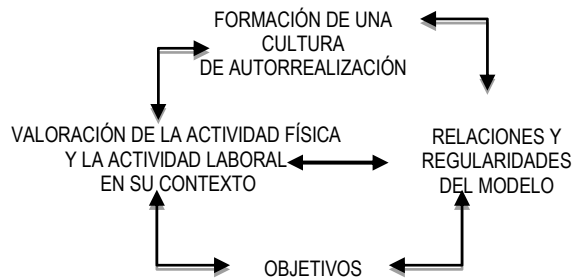 FORMACIÓN DE UNA
CULTURA
DE AUTORREALIZACIÓN
VALORACIÓN DE LA ACTIVIDAD FÍSICA
Y LA ACTIVIDAD LABORAL
EN SU CONTEXTO
RELACIONES Y
REGULARIDADES
DEL MODELO
OBJETIVOS